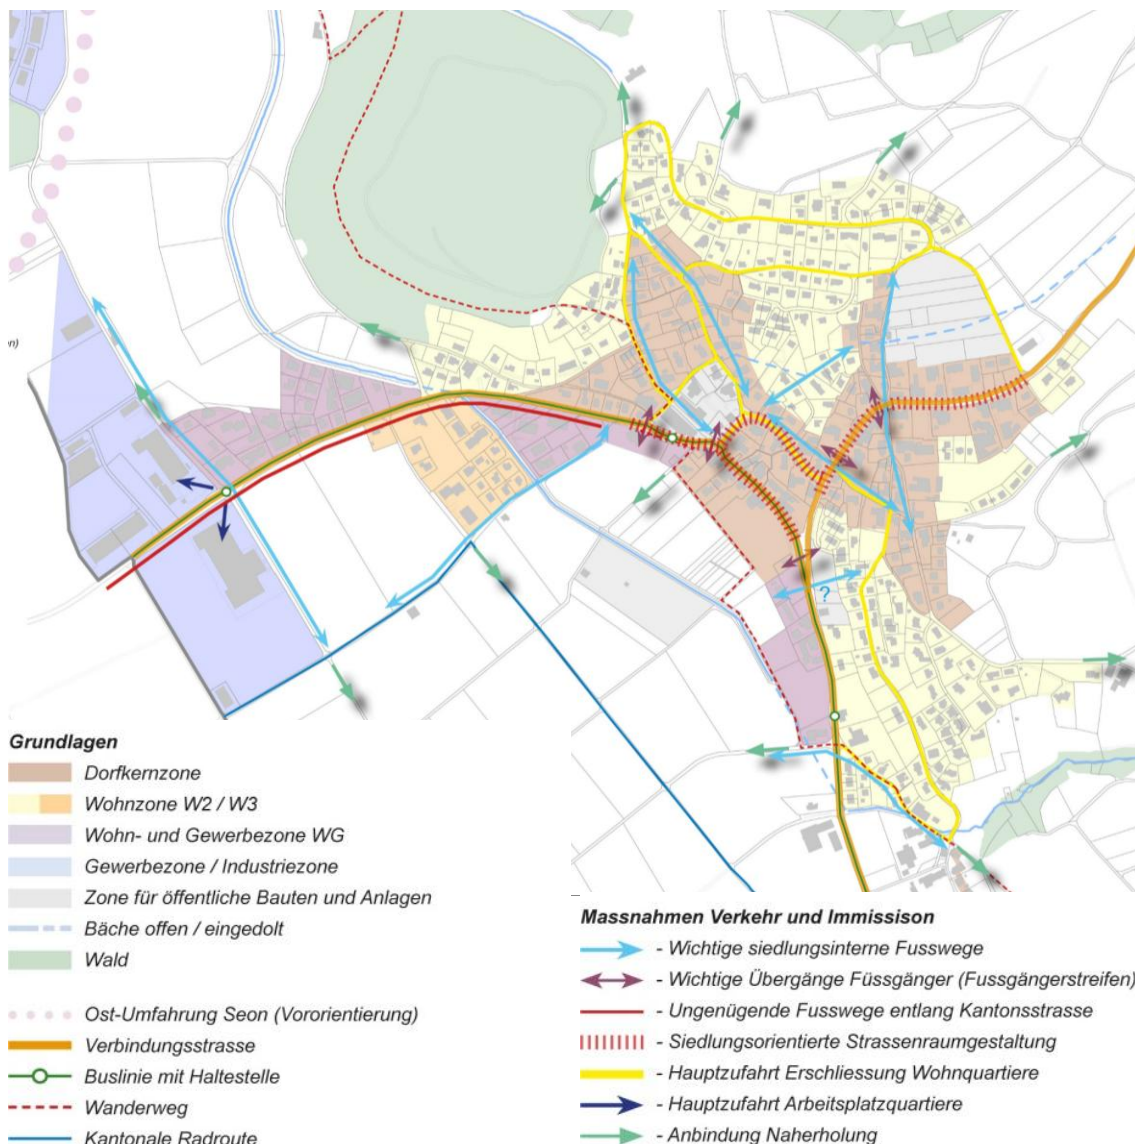 en)
?
Grundlagen
Dorfkernzone
Wohnzone W2 / W3
Wohn- und Gewerbezone WG
Gewerbezone / Industriezone
Zone für öffentliche Bauten und Anlagen
Bäche offen / eingedolt
Wald
Ost-Umfahrung Seon (Vororientierung)
Verbindungsstrasse
Buslinie mit Haltestelle
Wanderweg
Kantonale Radroute
Massnahmen Verkehr und Immissison
- Wichtige siedlungsinterne Fusswege
- Wichtige Übergänge Füssgänger (Fussgängerstreifen)
- Ungenügende Fusswege entlang Kantonsstrasse
- Siedlungsorientierte Strassenraumgestaltung
- Hauptzufahrt Erschliessung Wohnquartiere
- Hauptzufahrt Arbeitsplatzquartiere
- Anbindung Naherholung